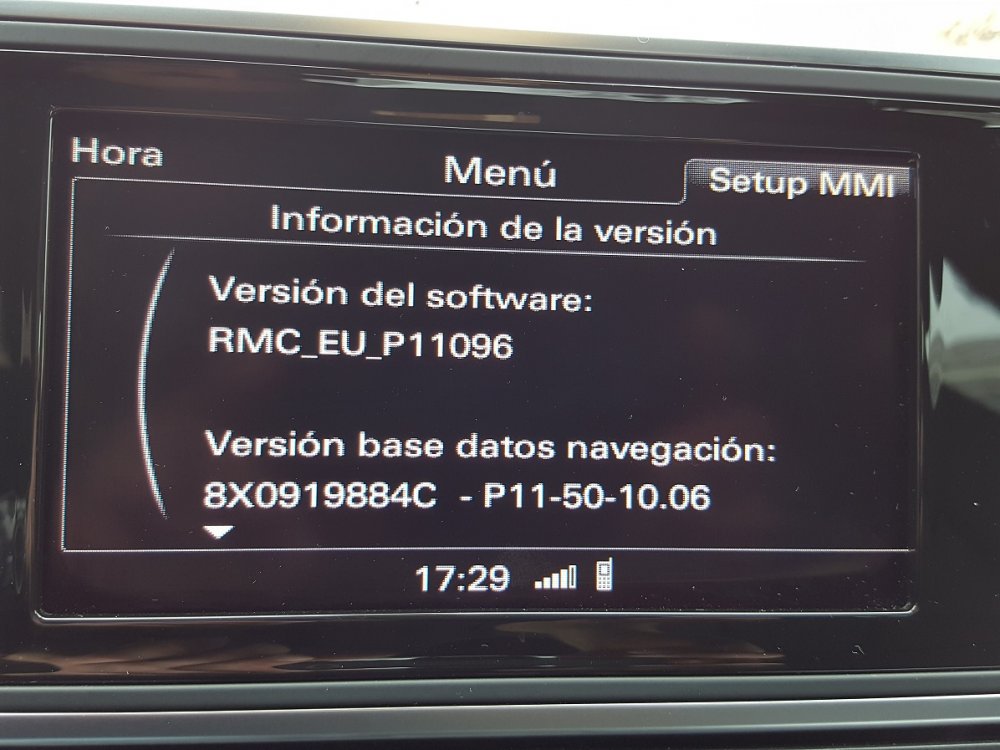 Hora
Menú
Setup MMI
Información de la versión
Versión del software:
RMC_EU_P11096
Versión base datos navegación:
8X0919884C - P11-50-10.06
17:29